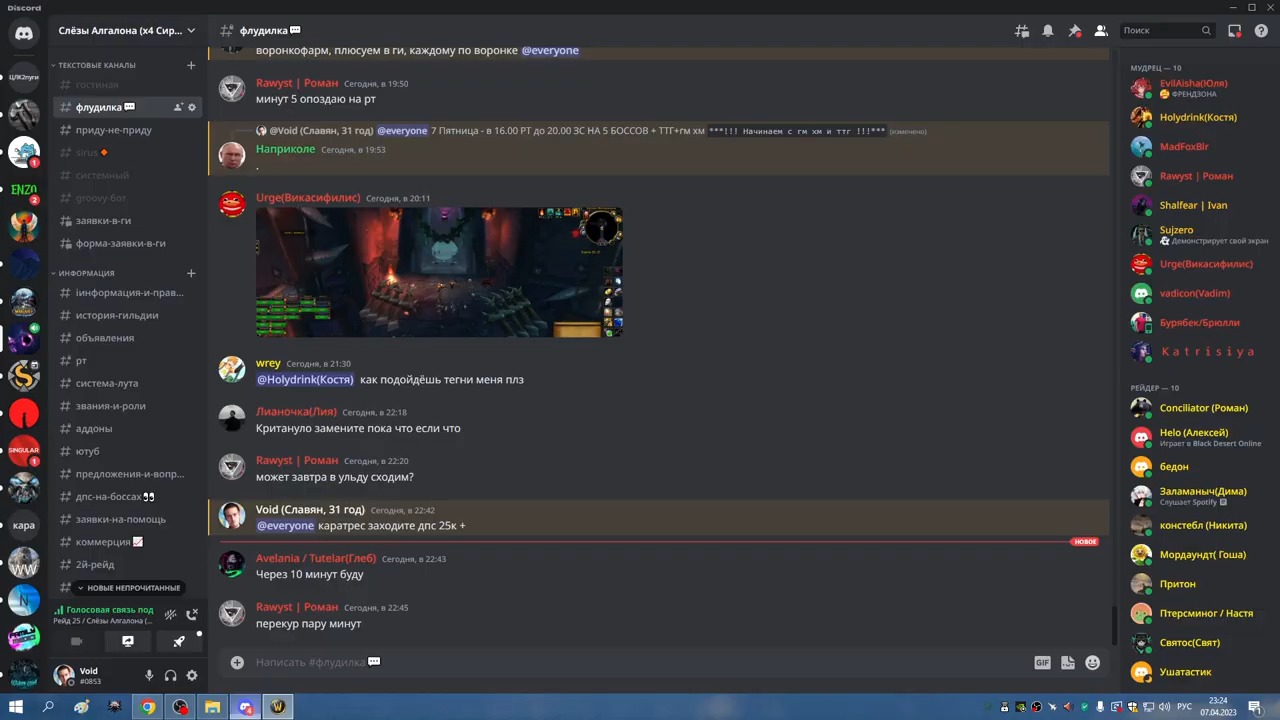 Discord
Слёзы Алгалона (x4 Сир...
ТЕКСТОВЫЕ КАНАЛЫ
гостиная
флудилка
приду-не-приду
sirus
системный
groovy-бот
заявки-в-ги
форма-заявки-в-ги
ИНФОРМАЦИЯ
информация-и-прав...
история-гильдии
объявления
рт
система-лута
звания-и-роли
аддоны
ютуб
предложения-и-вопр...
дпс-на-боссах
заявки-на-помощь
коммерция
2й-рейд
НОВЫЕ НЕПРОЧИТАННЫЕ
Голосовая связь под
Рейд 25 / Слёзы Алгалона (...
Void
#0853
ЦЛК2пуги
ENZO
SINGULAR
кара
WW
1
2
1
флудилка
Поиск
воронкофарм, плюсуем в ги, каждому по воронке @everyone
Rawyst | Роман Сегодня, в 19:50
минут 5 опоздаю на рт
@Void (Славян, 31 год) @everyone 7 Пятница - в 16.00 РТ до 20.00 ЗС НА 5 БОССОВ + ТТГ+гм хм ***!!! Начинаем с гм хм и ттг !!!*** (изменено)
Наприколе Сегодня, в 19:53
.
Urge(Викасифилис) Сегодня, в 20:11
wrey Сегодня, в 21:30
@Holydrink(Костя) как подойдёшь тегни меня плз
Лианочка(Лия) Сегодня, в 22:18
Критануло замените пока что если что
Rawyst | Роман Сегодня, в 22:20
может завтра в ульду сходим?
Void (Славян, 31 год) Сегодня, в 22:42
@everyone каратрес заходите дпс 25к +
НОВОЕ
Avelania / Tutelar(Глеб) Сегодня, в 22:43
Через 10 минут буду
Rawyst | Роман Сегодня, в 22:45
перекур пару минут
Написать #флудилка
GIF
МУДРЕЦ — 10
EvilAisha(Юля)
ФРЕНДЗОНА
Holydrink(Костя)
MadFoxBlr
Rawyst | Роман
Shalfear | Ivan
Sujzero
Демонстрирует свой экран
Urge(Викасифилис)
vadicon(Vadim)
Бурябек/Брюлли
Katrisiya
РЕЙДЕР — 10
Conciliator (Роман)
Helo (Алексей)
Играет в Black Desert Online
бедон
Заламаныч(Дима)
Слушает Spotify
констебл (Никита)
Мордаундт( Гоша)
Притон
Птерсминог / Настя
Святос(Свят)
Ушатастик
РУС
23:24
07.04.2023
1